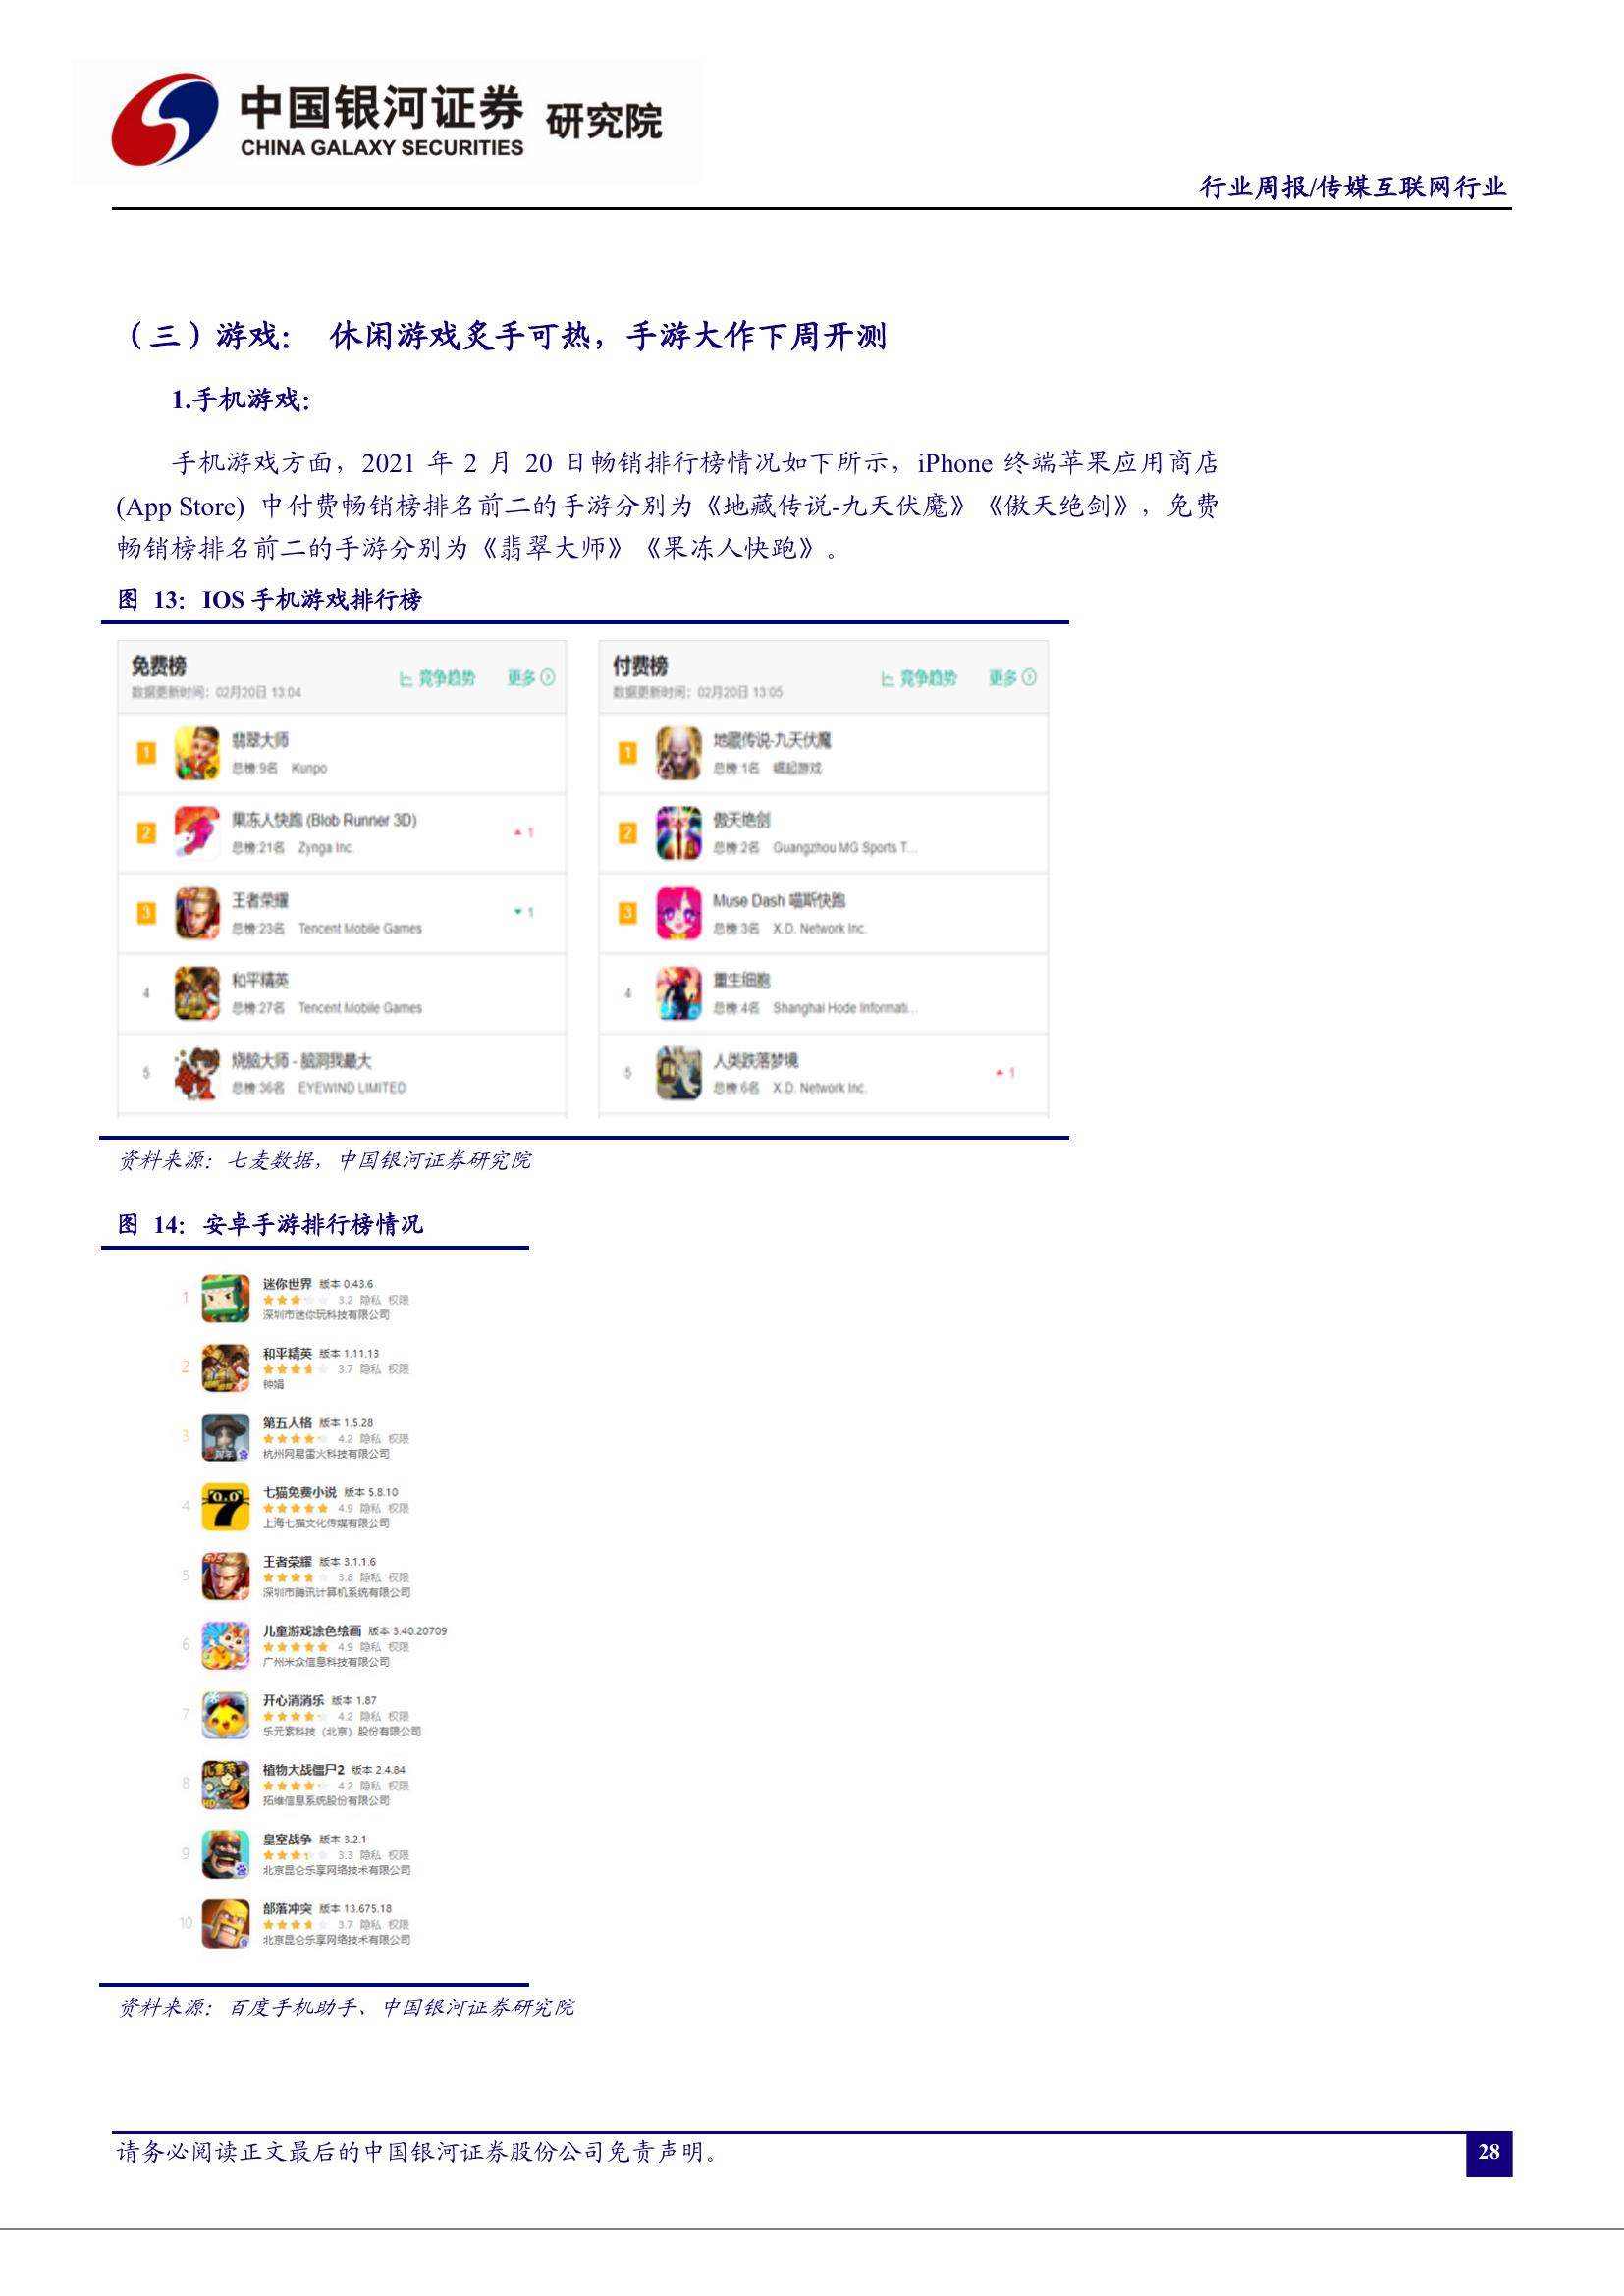 中国银河证券 研究院
CHINA GALAXY SECURITIES
行业周报/传媒互联网行业
（三）游戏： 休闲游戏炙手可热，手游大作下周开测
1.手机游戏：
手机游戏方面，2021 年 2 月 20 日畅销排行榜情况如下所示，iPhone 终端苹果应用商店
(App Store) 中付费畅销榜排名前二的手游分别为《地藏传说-九天伏魔》《傲天绝剑》，免费
畅销榜排名前二的手游分别为《翡翠大师》《果冻人快跑》。
图 13：IOS 手机游戏排行榜
免费榜
数据更新时间：02月20日 13:04
竞争趋势 更多
1
翡翠大师
总榜:9名 Kunpo
2
果冻人快跑 (Blob Runner 3D)
总榜:21名 Zynga Inc.
1
3
王者荣耀
总榜:23名 Tencent Mobile Games
1
4
和平精英
总榜:27名 Tencent Mobile Games
5
烧脑大师 - 脑洞我最大
总榜:36名 EYEWIND LIMITED
付费榜
数据更新时间：02月20日 13:05
竞争趋势 更多
1
地藏传说-九天伏魔
总榜:1名 崛起游戏
2
傲天绝剑
总榜:2名 Guangzhou MG Sports T...
3
Muse Dash 喵斯快跑
总榜:3名 X.D. Network Inc.
4
重生细胞
总榜:4名 Shanghai Hode Informati...
5
人类跌落梦境
总榜:6名 X.D. Network Inc.
1
资料来源：七麦数据，中国银河证券研究院
图 14：安卓手游排行榜情况
1
迷你世界 版本 0.43.6
3.2 隐私 权限
深圳市迷你玩科技有限公司
2
和平精英 版本 1.11.13
3.7 隐私 权限
钟娟
3
第五人格 版本 1.5.28
4.2 隐私 权限
杭州网易雷火科技有限公司
4
七猫免费小说 版本 5.8.10
4.9 隐私 权限
上海七猫文化传媒有限公司
5
王者荣耀 版本 3.1.1.6
3.8 隐私 权限
深圳市腾讯计算机系统有限公司
6
儿童游戏涂色绘画 版本 3.40.20709
4.9 隐私 权限
广州米众信息科技有限公司
7
开心消消乐 版本 1.87
4.2 隐私 权限
乐元素科技（北京）股份有限公司
8
植物大战僵尸2 版本 2.4.84
4.2 隐私 权限
拓维信息系统股份有限公司
9
皇室战争 版本 3.2.1
3.3 隐私 权限
北京昆仑乐享网络技术有限公司
10
部落冲突 版本 13.675.18
3.7 隐私 权限
北京昆仑乐享网络技术有限公司
资料来源：百度手机助手、中国银河证券研究院
请务必阅读正文最后的中国银河证券股份公司免责声明。
28